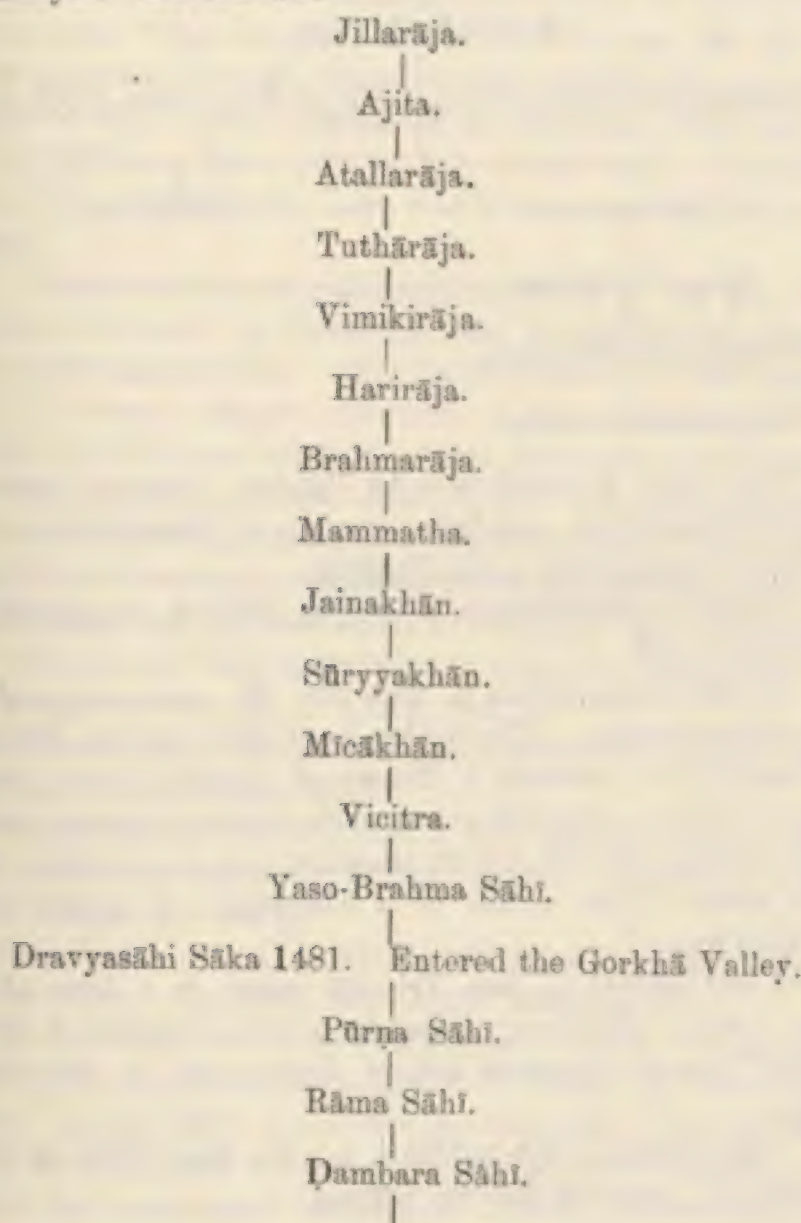 Jillarāja.
Ajita.
Atallarāja.
Tuthārāja.
Vimikirāja.
Harirāja.
Brahmarāja.
Mammatha.
Jainakhān.
Sūryyakhān.
Mīcākhān.
Vicitra.
Yaso-Brahma Sāhī.
Dravyasāhi Sāka 1481. Entered the Gorkhā Valley.
Pūrṇa Sāhī.
Rāma Sāhī.
Ḍambara Sāhī.